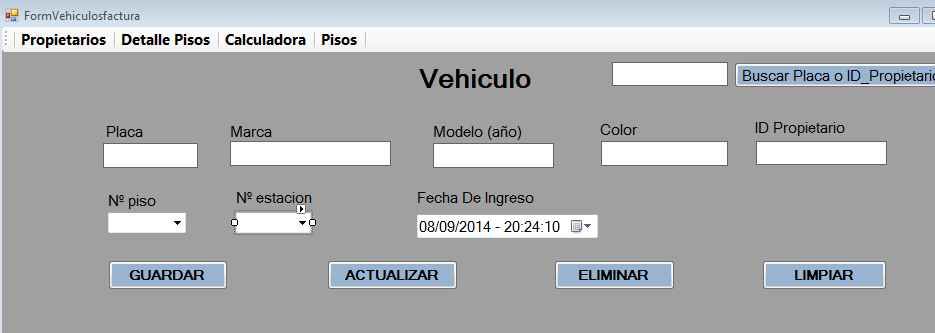 FormVehiculosfactura
Propietarios Detalle Pisos Calculadora Pisos
Vehiculo
Buscar Placa o ID_Propietario
Placa Marca Modelo (año) Color ID Propietario
Nº piso Nº estacion Fecha De Ingreso
08/09/2014 - 20:24:10
GUARDAR ACTUALIZAR ELIMINAR LIMPIAR